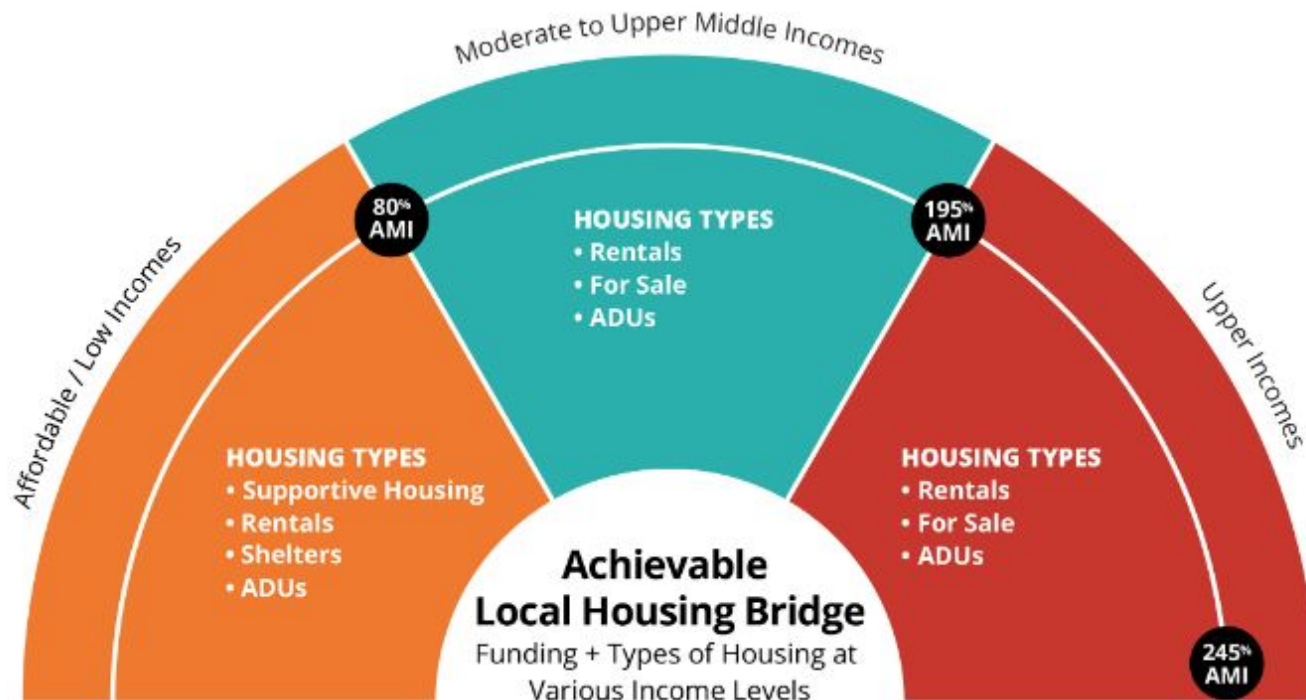 Moderate to Upper Middle Incomes
80% AMI
195% AMI
HOUSING TYPES
• Rentals
• For Sale
• ADUs
Affordable / Low Incomes
Upper Incomes
HOUSING TYPES
• Supportive Housing
• Rentals
• Shelters
• ADUs
HOUSING TYPES
• Rentals
• For Sale
• ADUs
Achievable
Local Housing Bridge
Funding + Types of Housing at
Various Income Levels
245% AMI